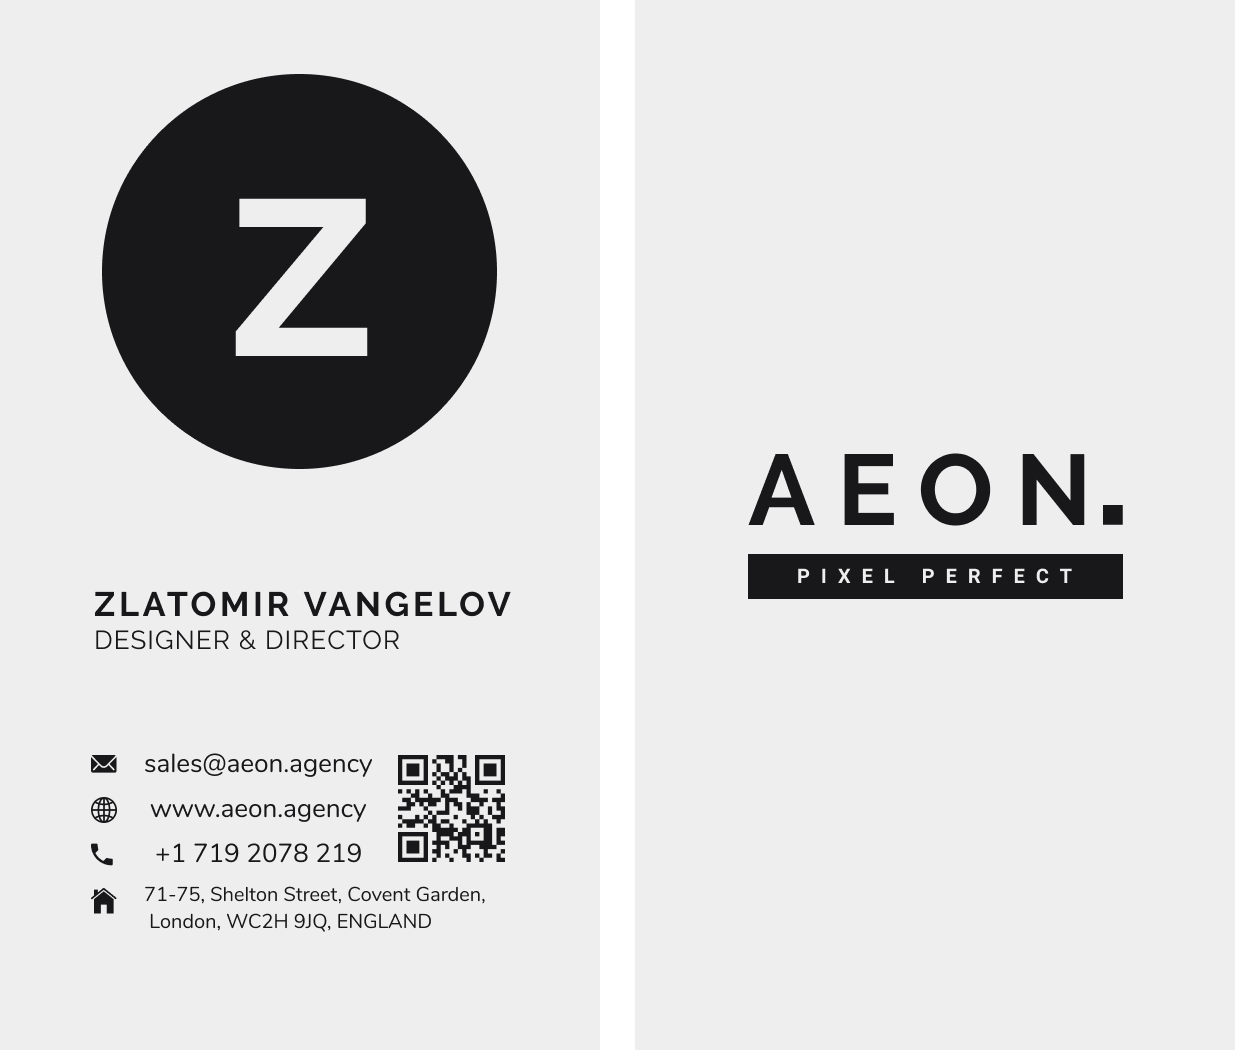 Z
ZLATOMIR VANGELOV
DESIGNER & DIRECTOR
sales@aeon.agency
www.aeon.agency
+1 719 2078 219
71-75, Shelton Street, Covent Garden,
London, WC2H 9JQ, ENGLAND
AEON.
PIXEL PERFECT